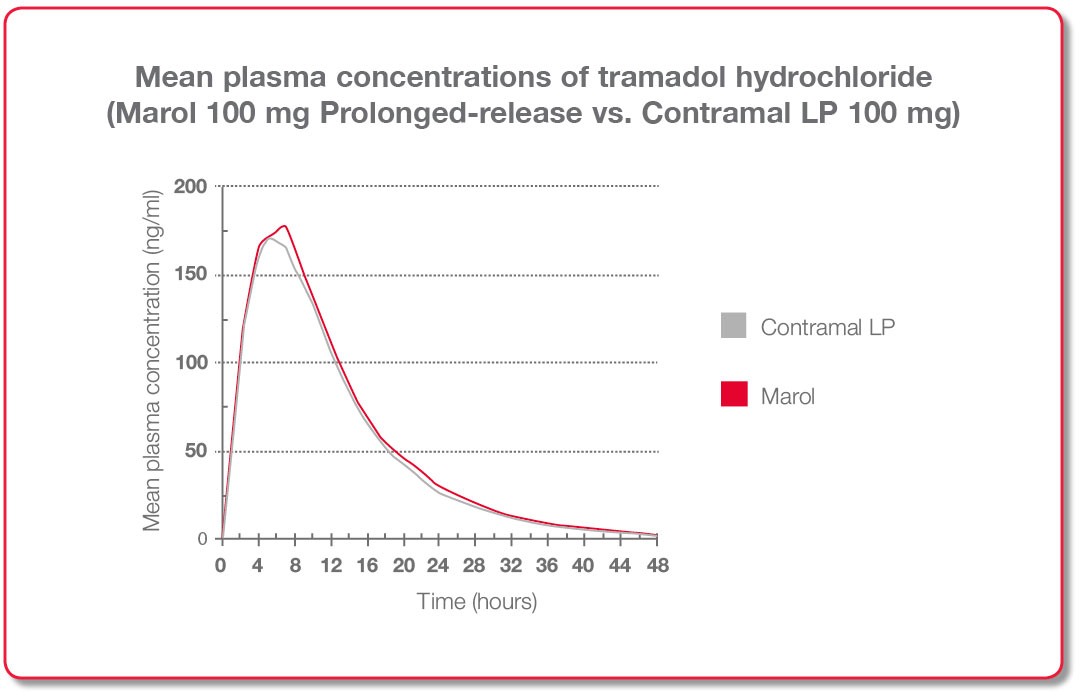 Mean plasma concentrations of tramadol hydrochloride
(Marol 100 mg Prolonged-release vs. Contramal LP 100 mg)
Mean plasma concentration (ng/ml)
200
150
100
50
0
0 4 8 12 16 20 24 28 32 36 40 44 48
Time (hours)
Contramal LP
Marol